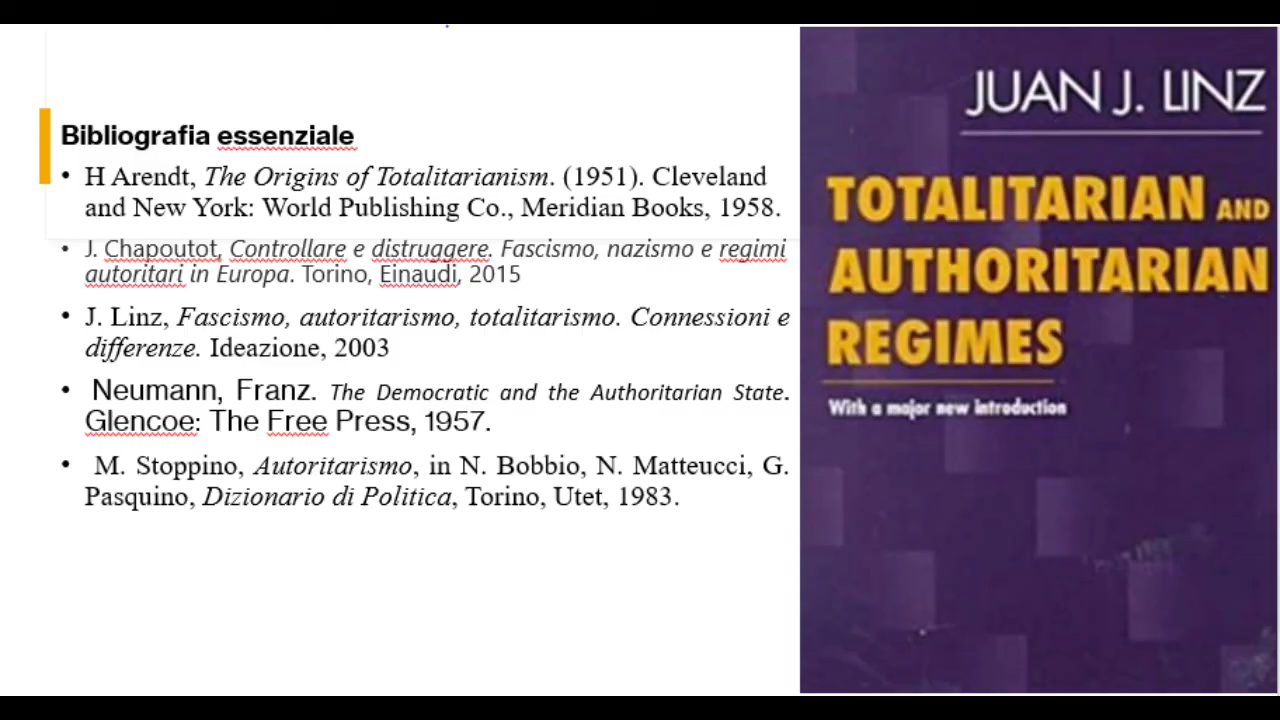 Bibliografia essenziale
• H Arendt, The Origins of Totalitarianism. (1951). Cleveland
and New York: World Publishing Co., Meridian Books, 1958.
• J. Chapoutot, Controllare e distruggere. Fascismo, nazismo e regimi
autoritari in Europa. Torino, Einaudi, 2015
• J. Linz, Fascismo, autoritarismo, totalitarismo. Connessioni e
differenze. Ideazione, 2003
• Neumann, Franz. The Democratic and the Authoritarian State.
Glencoe: The Free Press, 1957.
• M. Stoppino, Autoritarismo, in N. Bobbio, N. Matteucci, G.
Pasquino, Dizionario di Politica, Torino, Utet, 1983.
JUAN J. LINZ
TOTALITARIAN AND
AUTHORITARIAN
REGIMES
With a major new introduction